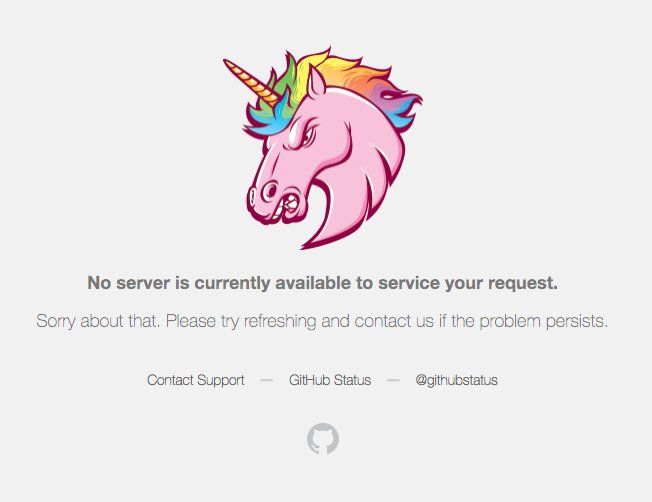 No server is currently available to service your request.
Sorry about that. Please try refreshing and contact us if the problem persists.
Contact Support — GitHub Status — @githubstatus